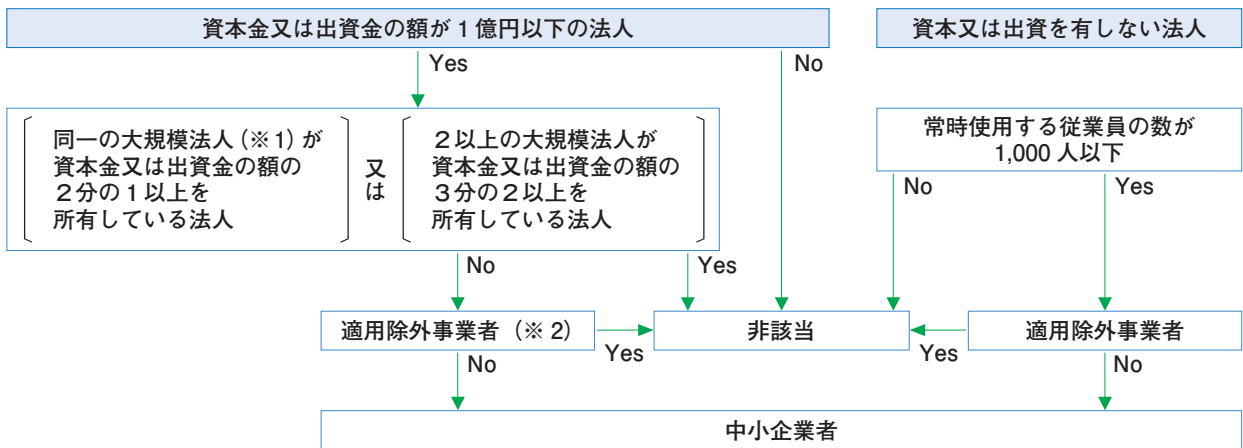 資本金又は出資金の額が1億円以下の法人
資本又は出資を有しない法人
Yes
No
同一の大規模法人(※1)が
資本金又は出資金の額の
2分の1以上を
所有している法人
又は
2以上の大規模法人が
資本金又は出資金の額の
3分の2以上を
所有している法人
常時使用する従業員の数が
1,000人以下
No
Yes
No
Yes
適用除外事業者(※2)
Yes
非該当
Yes
適用除外事業者
No
No
中小企業者